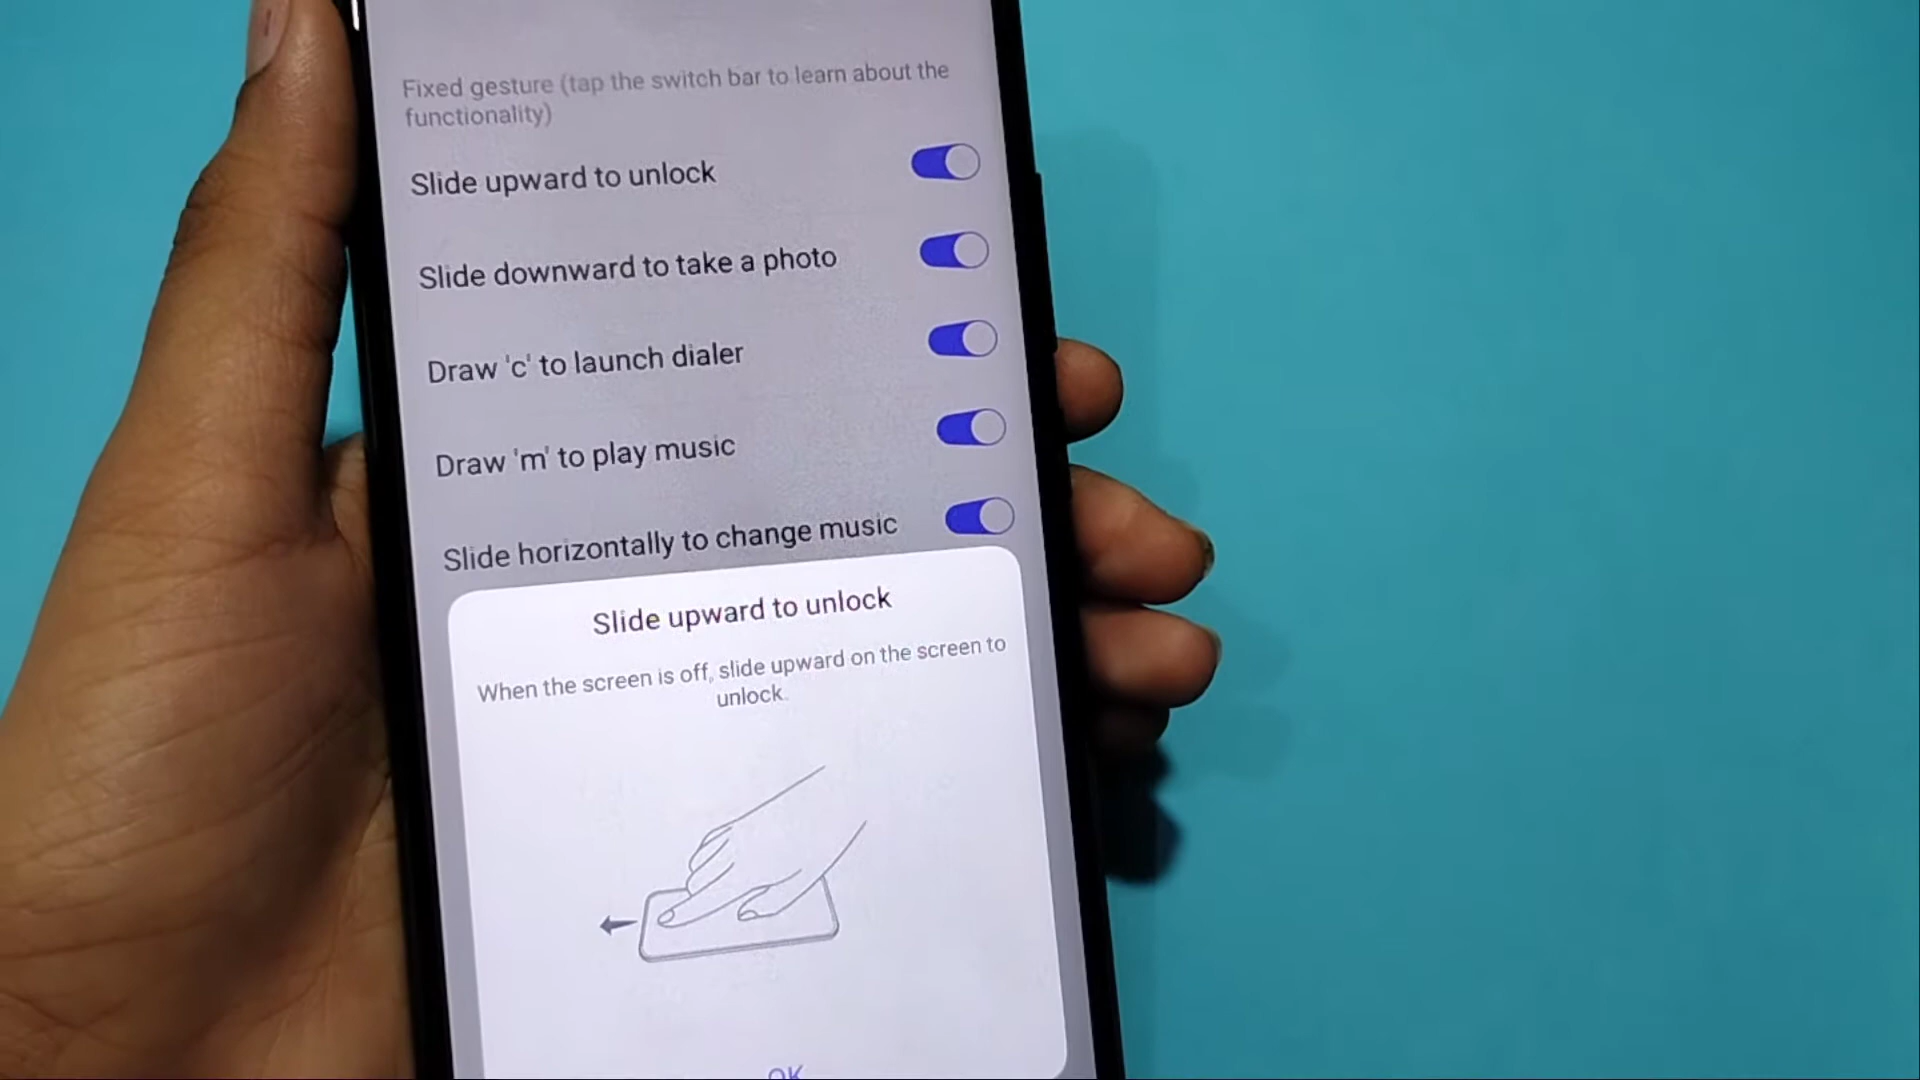 Fixed gesture (tap the switch bar to learn about the
functionality)
Slide upward to unlock
Slide downward to take a photo
Draw 'c' to launch dialer
Draw 'm' to play music
Slide horizontally to change music
Slide upward to unlock
When the screen is off, slide upward on the screen to
unlock.
OK